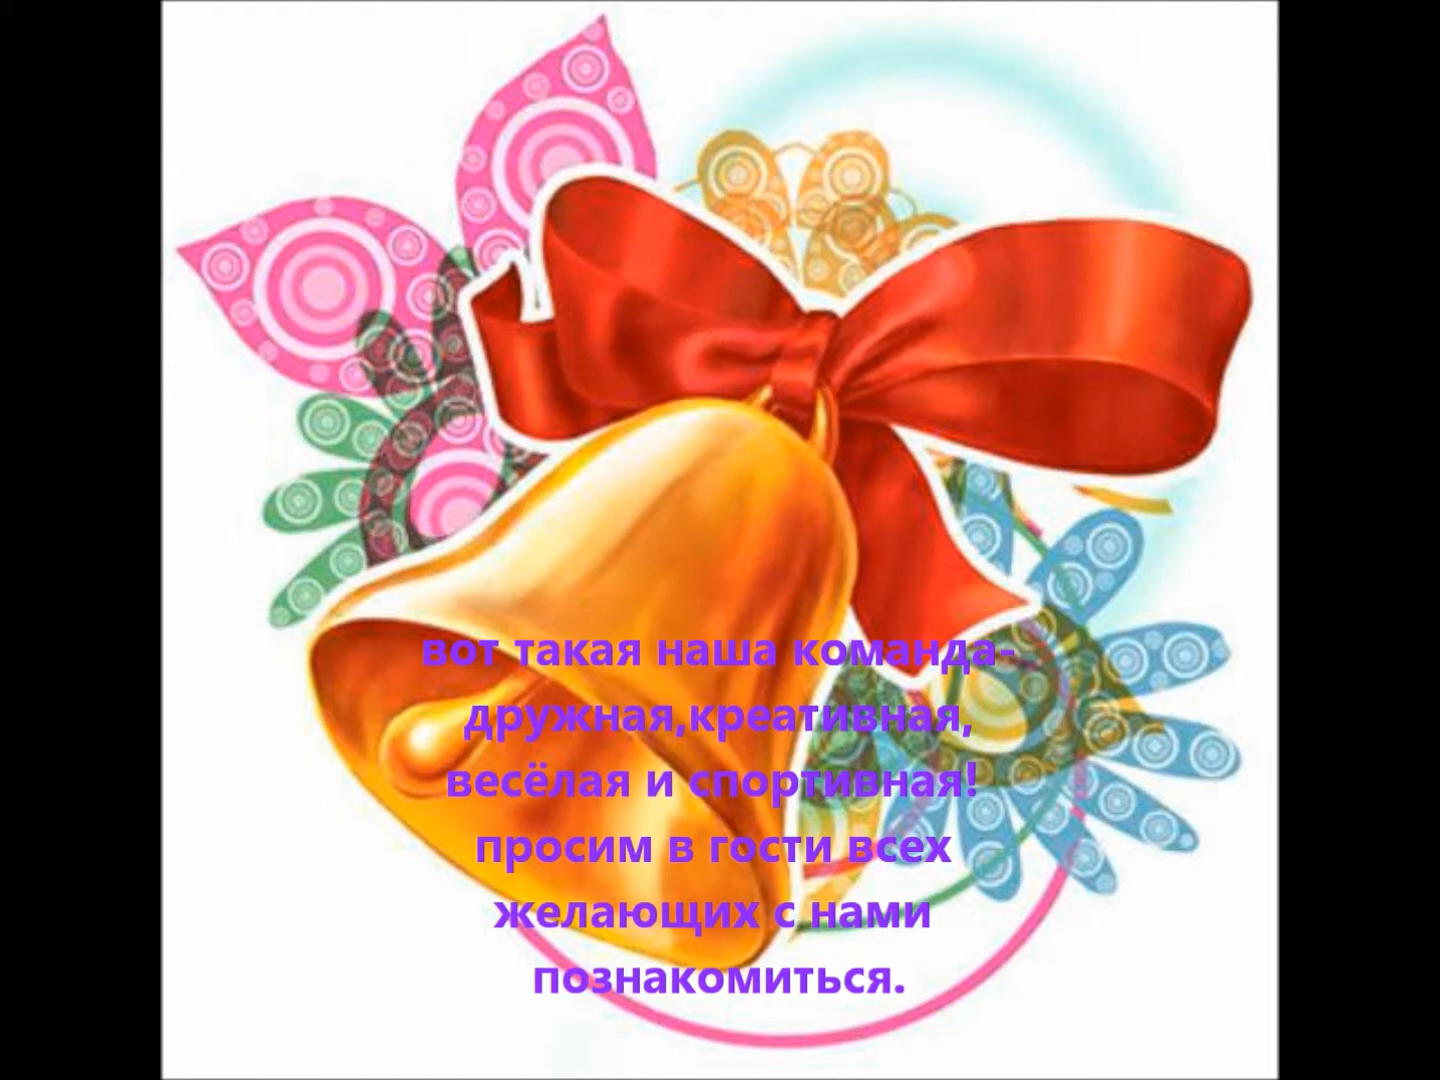 вот такая наша команда-
дружная,креативная,
весёлая и спортивная!
просим в гости всех
желающих с нами
познакомиться.